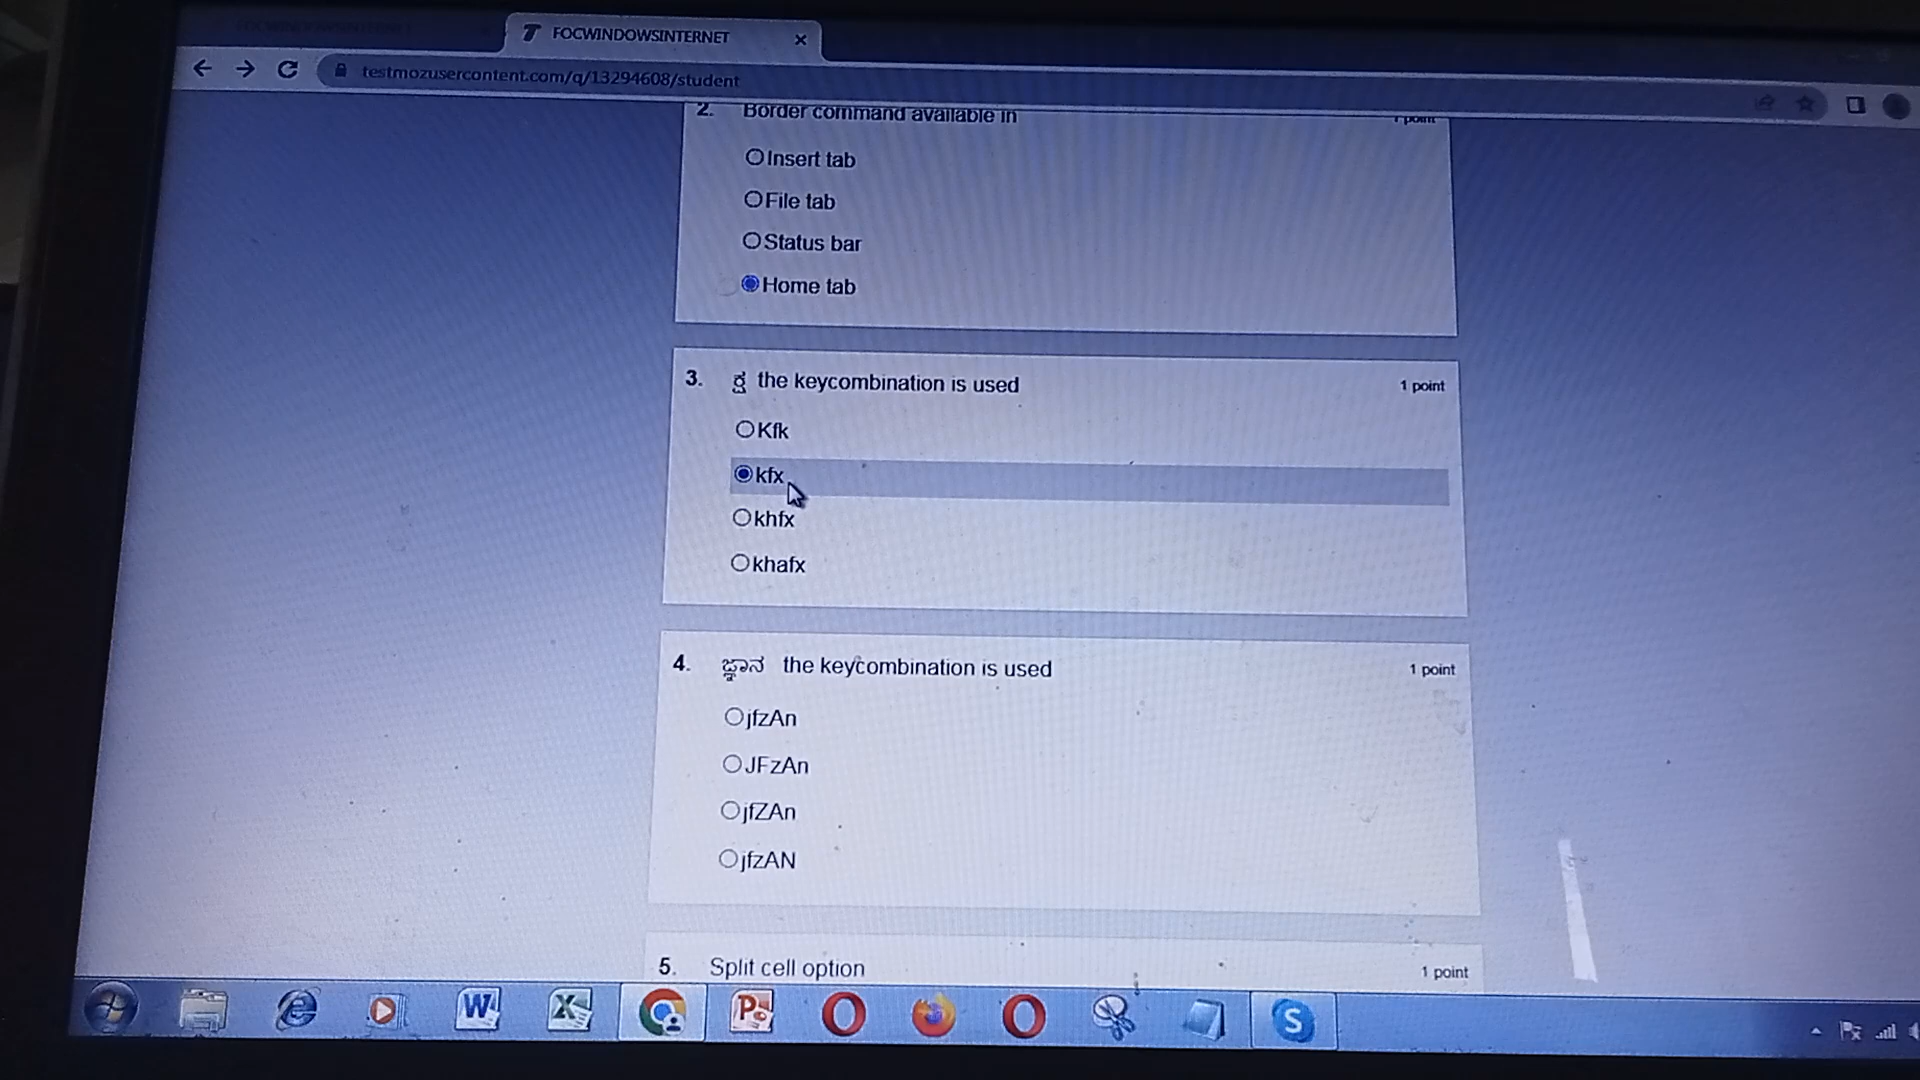 FOCWINDOWSINTERNET
testmozusercontent.com/q/13294608/student
2. Border command available in 1 point
Insert tab
File tab
Status bar
Home tab
3. ಕ್ಷ the keycombination is used 1 point
Kfk
kfx
khfx
khafx
4. ಜ್ಞಾನ the keycombination is used 1 point
jfzAn
JFzAn
jfZAn
jfzAN
5. Split cell option 1 point